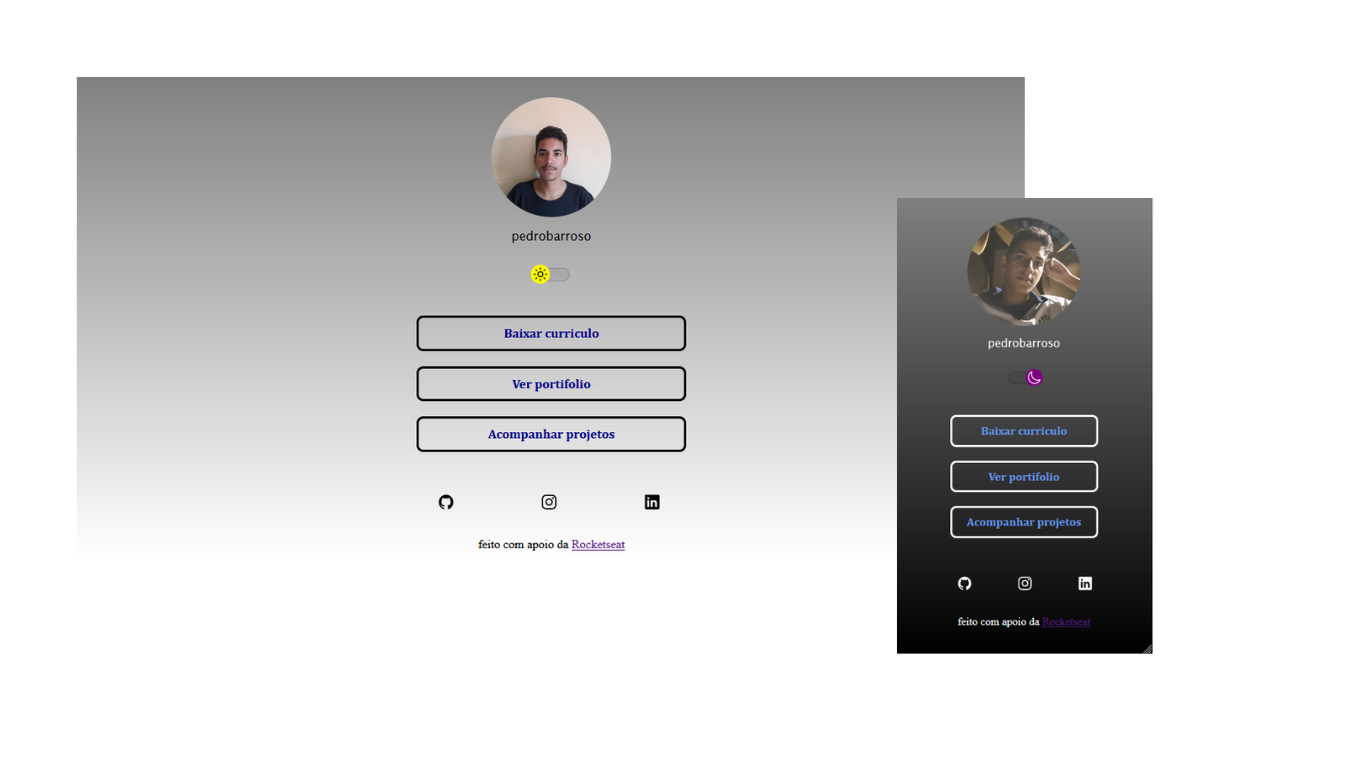 pedrobarroso
Baixar curriculo
Ver portifolio
Acompanhar projetos
feito com apoio da Rocketseat
pedrobarroso
Baixar curriculo
Ver portifolio
Acompanhar projetos
feito com apoio da Rocketseat